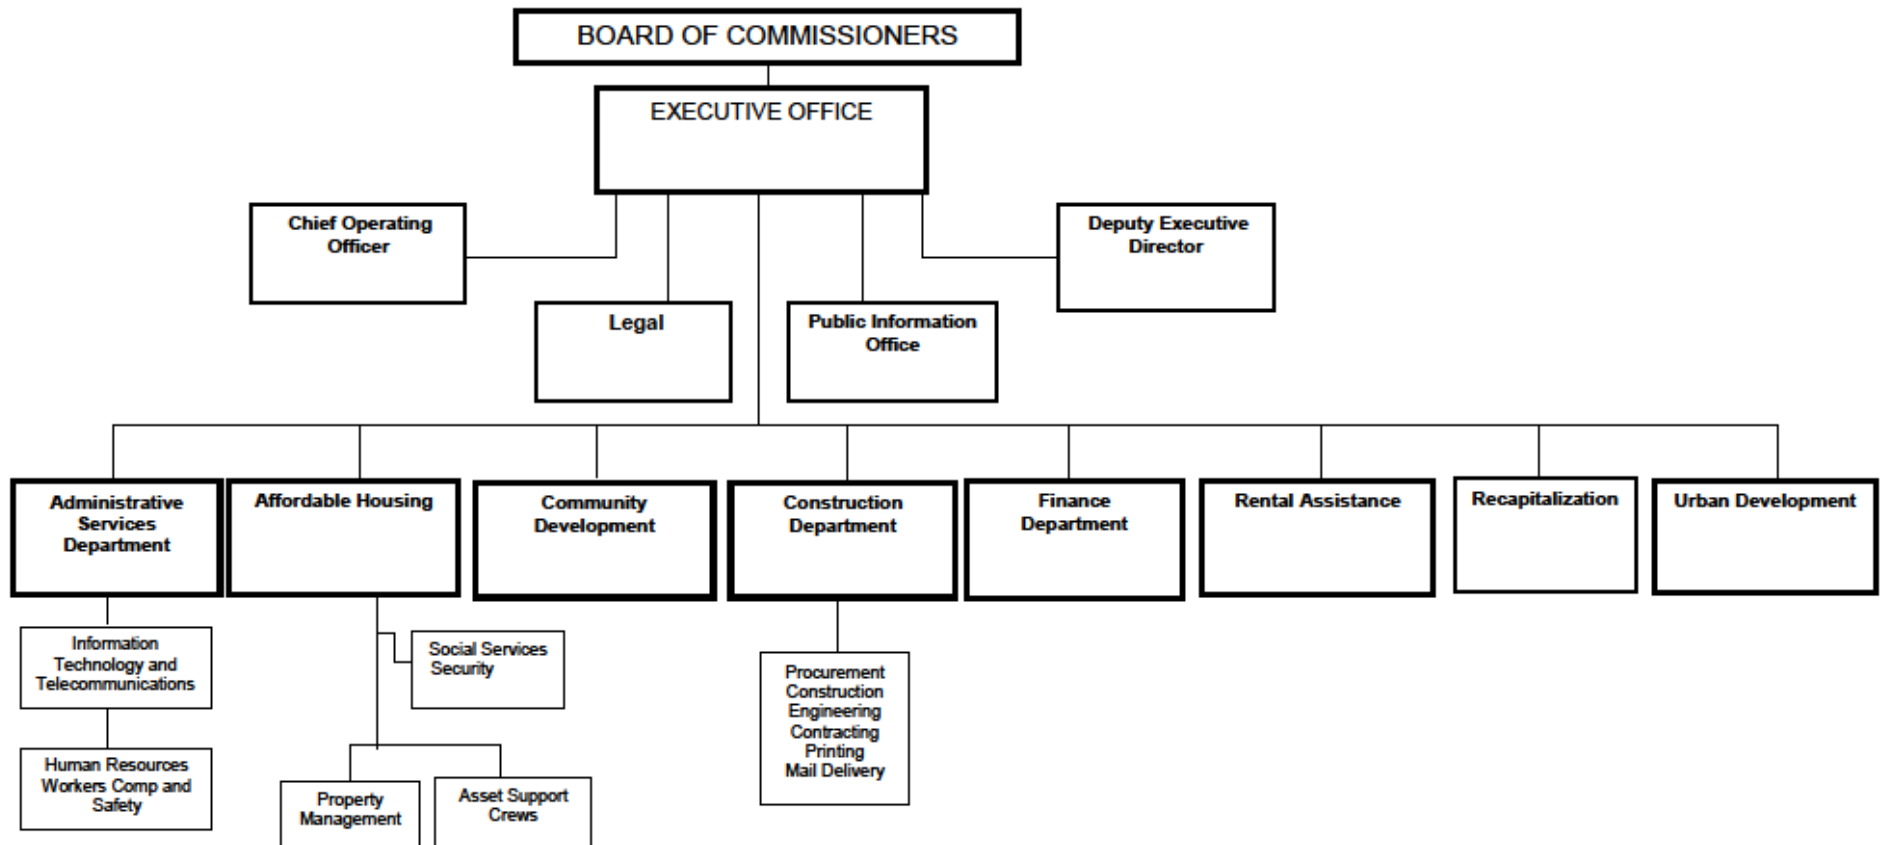 BOARD OF COMMISSIONERS
EXECUTIVE OFFICE
Chief Operating
Officer
Deputy Executive
Director
Legal
Public Information
Office
Administrative
Services
Department
Affordable Housing
Community
Development
Construction
Department
Finance
Department
Rental Assistance
Recapitalization
Urban Development
Information
Technology and
Telecommunications
Social Services
Security
Procurement
Construction
Engineering
Contracting
Printing
Mail Delivery
Human Resources
Workers Comp and
Safety
Property
Management
Asset Support
Crews